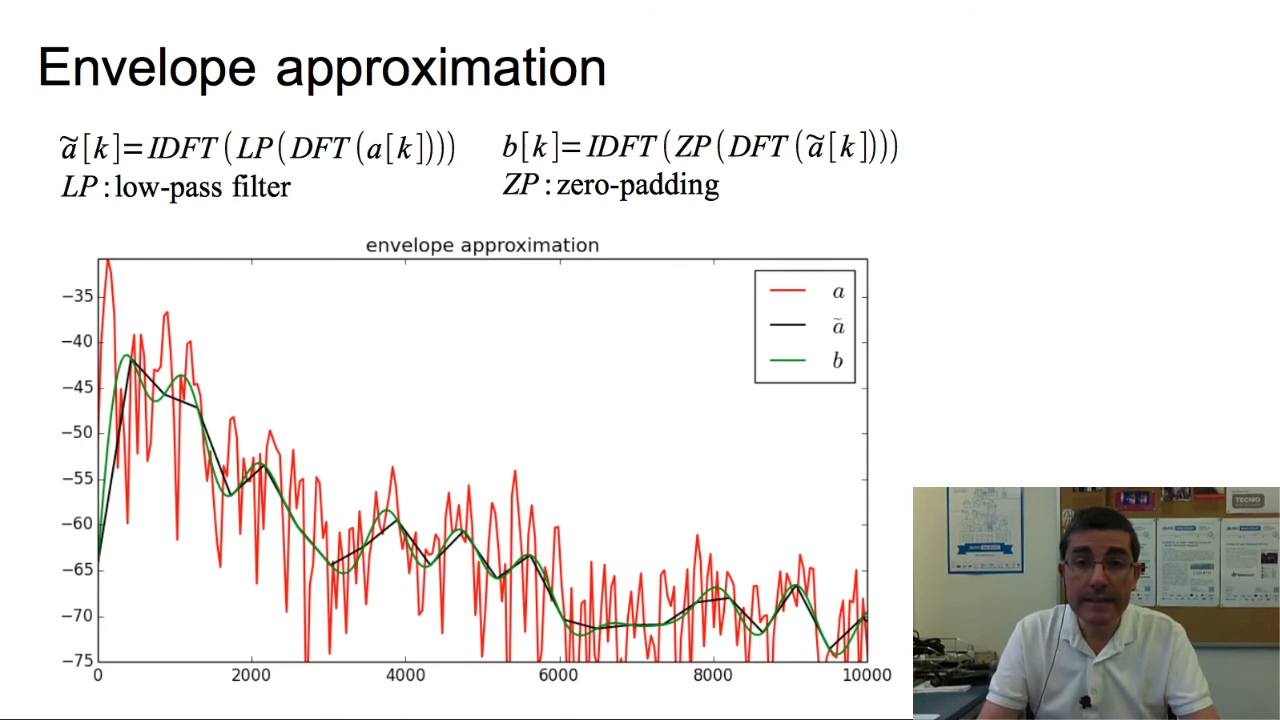 Envelope approximation
ã[k]=IDFT(LP(DFT(a[k]))) b[k]=IDFT(ZP(DFT(ã[k])))
LP:low-pass filter ZP:zero-padding
envelope approximation
a
ã
b
−35
−40
−45
−50
−55
−60
−65
−70
−75
0 2000 4000 6000 8000 10000
TECNIO